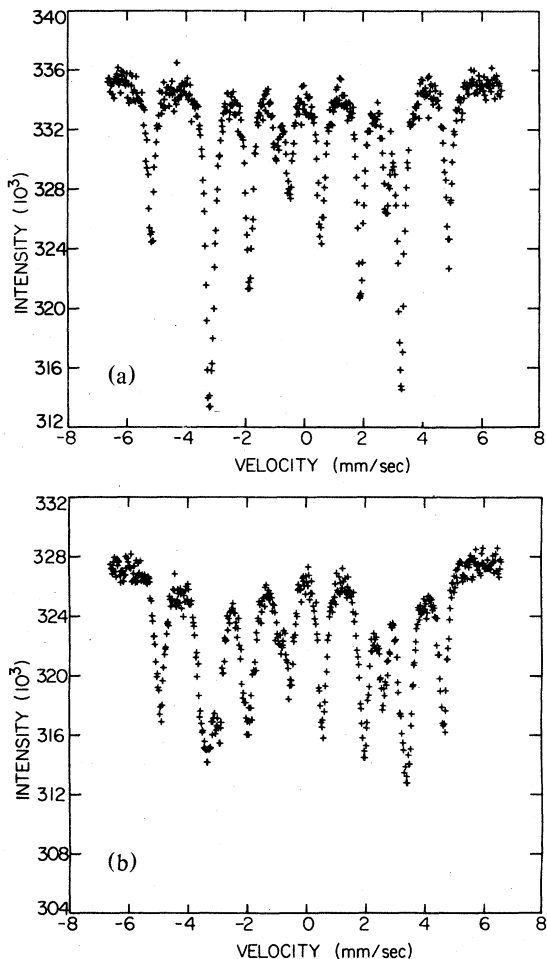 340
336
332
328
324
320
316
312
INTENSITY (10³)
(a)
-8 -6 -4 -2 0 2 4 6 8
VELOCITY (mm/sec)
332
328
324
320
316
312
308
304
INTENSITY (10³)
(b)
-8 -6 -4 -2 0 2 4 6 8
VELOCITY (mm/sec)